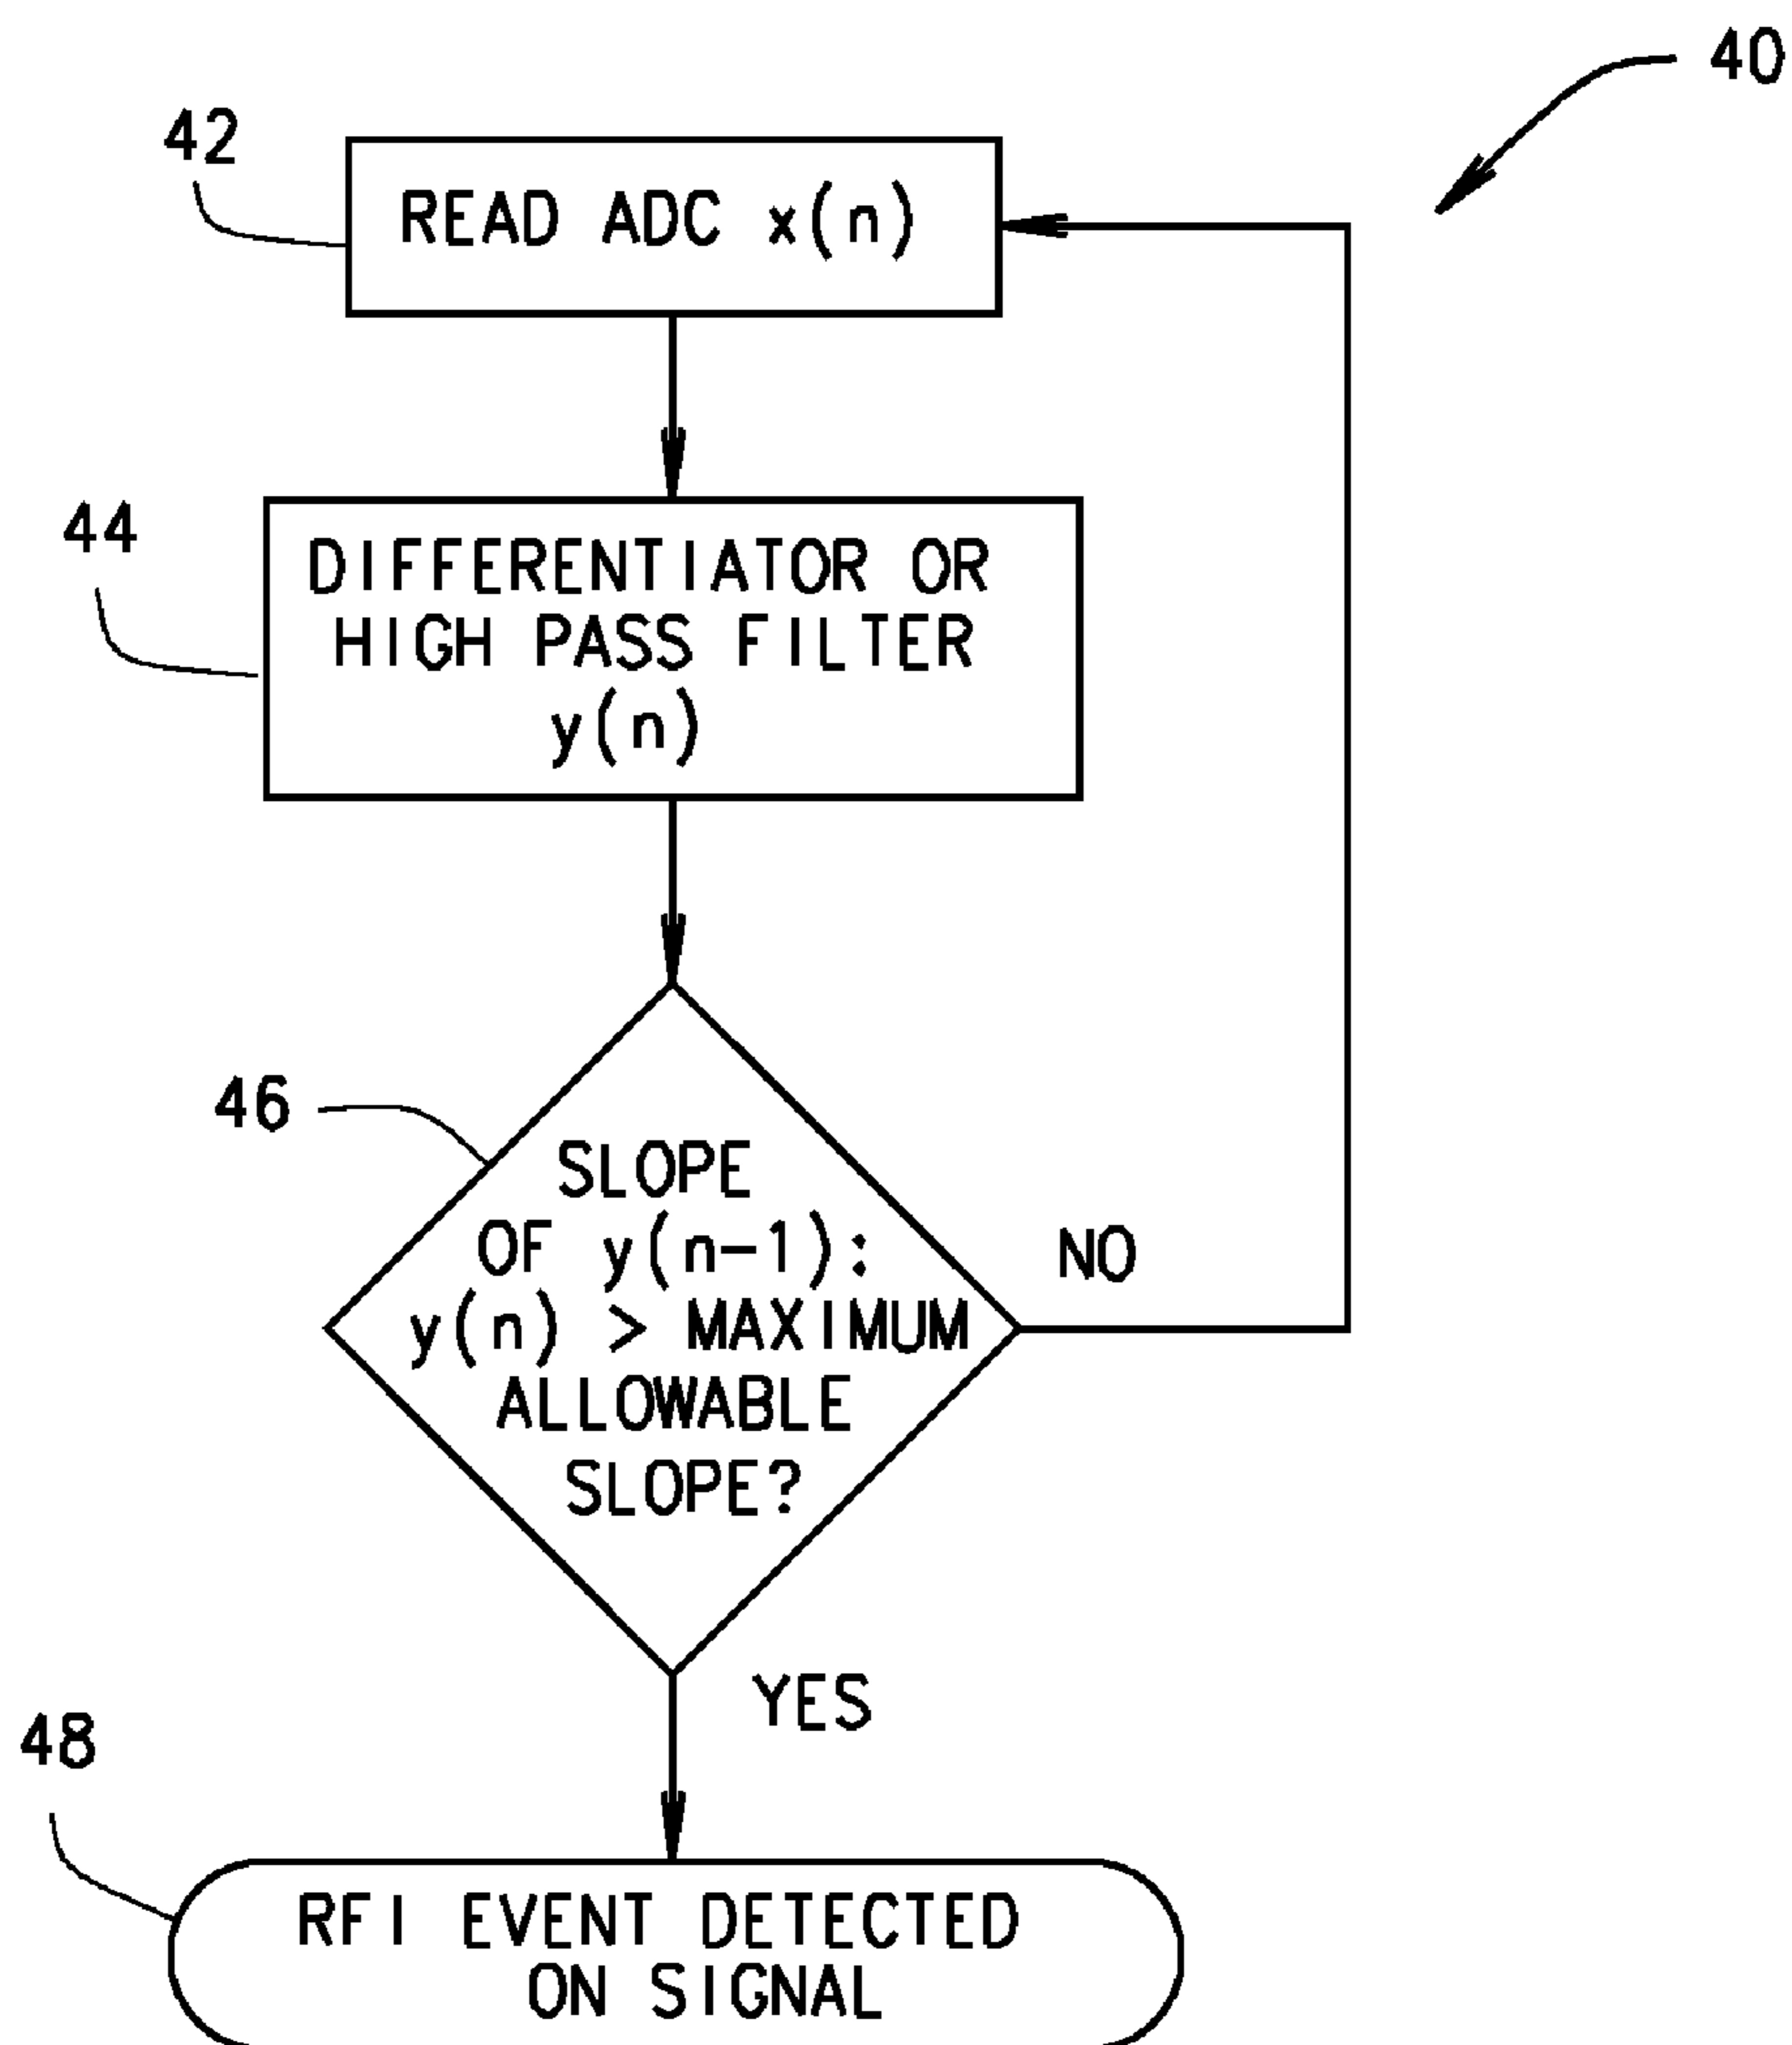 40
42
READ ADC x(n)
44
DIFFERENTIATOR OR
HIGH PASS FILTER
y(n)
46
SLOPE
OF y(n-1):
y(n) > MAXIMUM
ALLOWABLE
SLOPE?
NO
YES
48
RFI EVENT DETECTED
ON SIGNAL